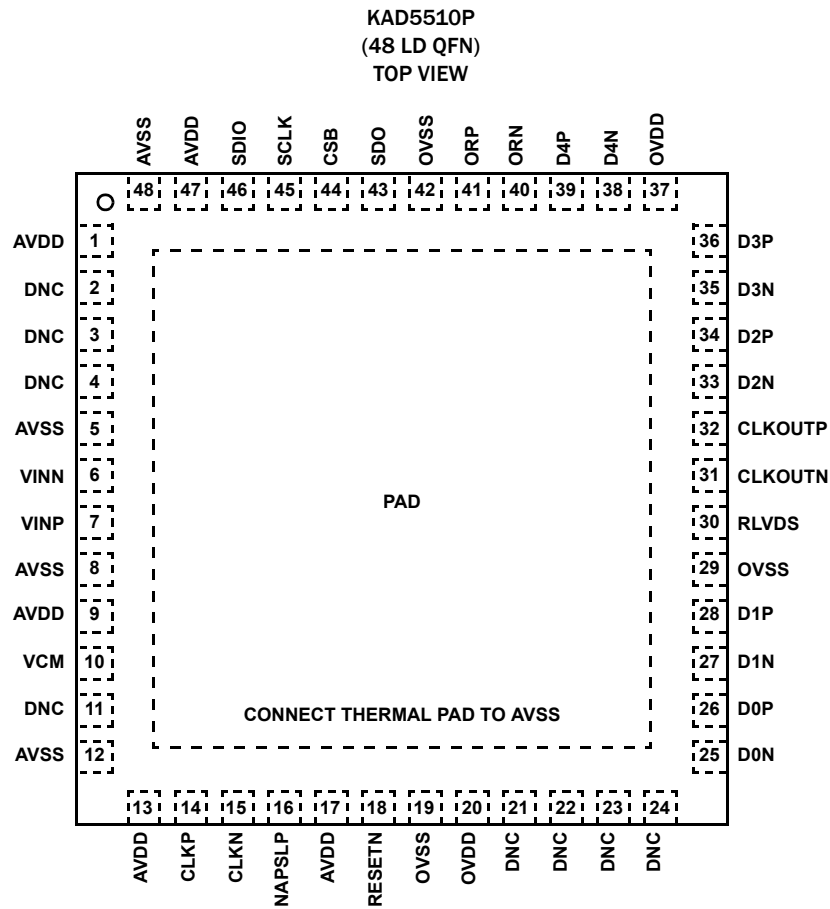 KAD5510P
(48 LD QFN)
TOP VIEW
AVSS
AVDD
SDIO
SCLK
CSB
SDO
OVSS
ORP
ORN
D4P
D4N
OVDD
48 47 46 45 44 43 42 41 40 39 38 37
AVDD 1 36 D3P
DNC 2 35 D3N
DNC 3 34 D2P
DNC 4 33 D2N
AVSS 5 32 CLKOUTP
VINN 6 31 CLKOUTN
PAD
VINP 7 30 RLVDS
AVSS 8 29 OVSS
AVDD 9 28 D1P
VCM 10 27 D1N
DNC 11 CONNECT THERMAL PAD TO AVSS 26 D0P
AVSS 12 25 D0N
13 14 15 16 17 18 19 20 21 22 23 24
AVDD
CLKP
CLKN
NAPSLP
AVDD
RESETN
OVSS
OVDD
DNC
DNC
DNC
DNC